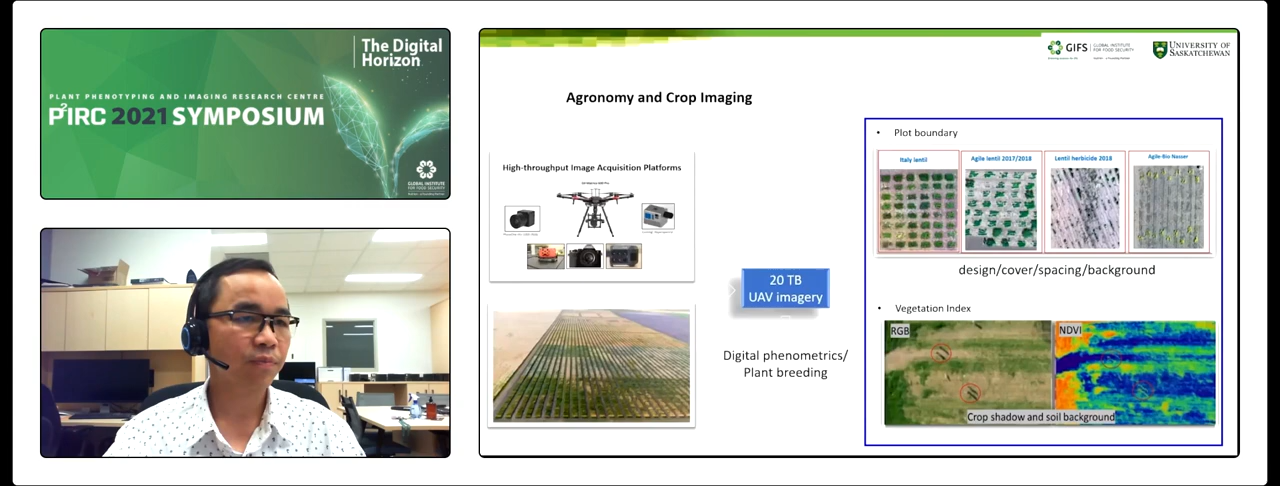 The Digital
Horizon
PLANT PHENOTYPING AND IMAGING RESEARCH CENTRE
P²IRC 2021 SYMPOSIUM
GLOBAL INSTITUTE
FOR FOOD SECURITY
GIFS
GLOBAL INSTITUTE
FOR FOOD SECURITY
UNIVERSITY OF
SASKATCHEWAN
Agronomy and Crop Imaging
High-throughput Image Acquisition Platforms
20 TB
UAV imagery
Digital phenometrics/
Plant breeding
• Plot boundary
Italy lentil
Agile lentil 2017/2018
Lentil herbicide 2018
Agile-Bio Nasser
design/cover/spacing/background
• Vegetation Index
RGB
NDVI
Crop shadow and soil background